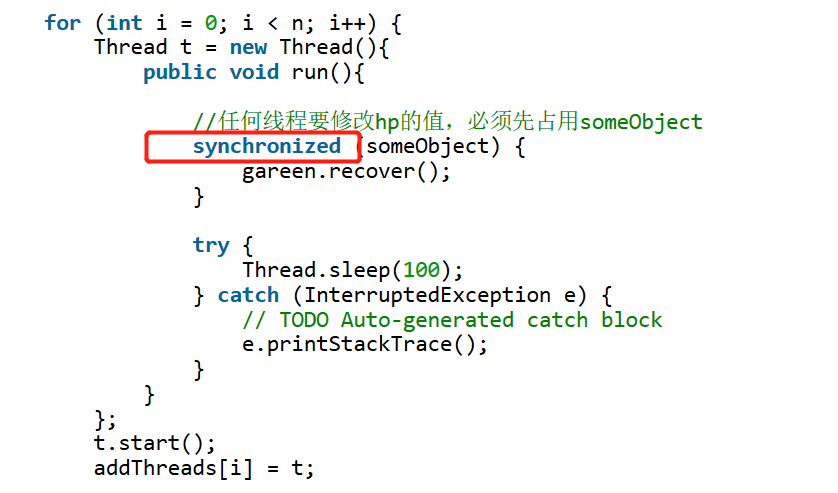 for (int i = 0; i < n; i++) {
Thread t = new Thread(){
public void run(){
//任何线程要修改hp的值，必须先占用someObject
synchronized (someObject) {
gareen.recover();
}
try {
Thread.sleep(100);
} catch (InterruptedException e) {
// TODO Auto-generated catch block
e.printStackTrace();
}
}
};
t.start();
addThreads[i] = t;